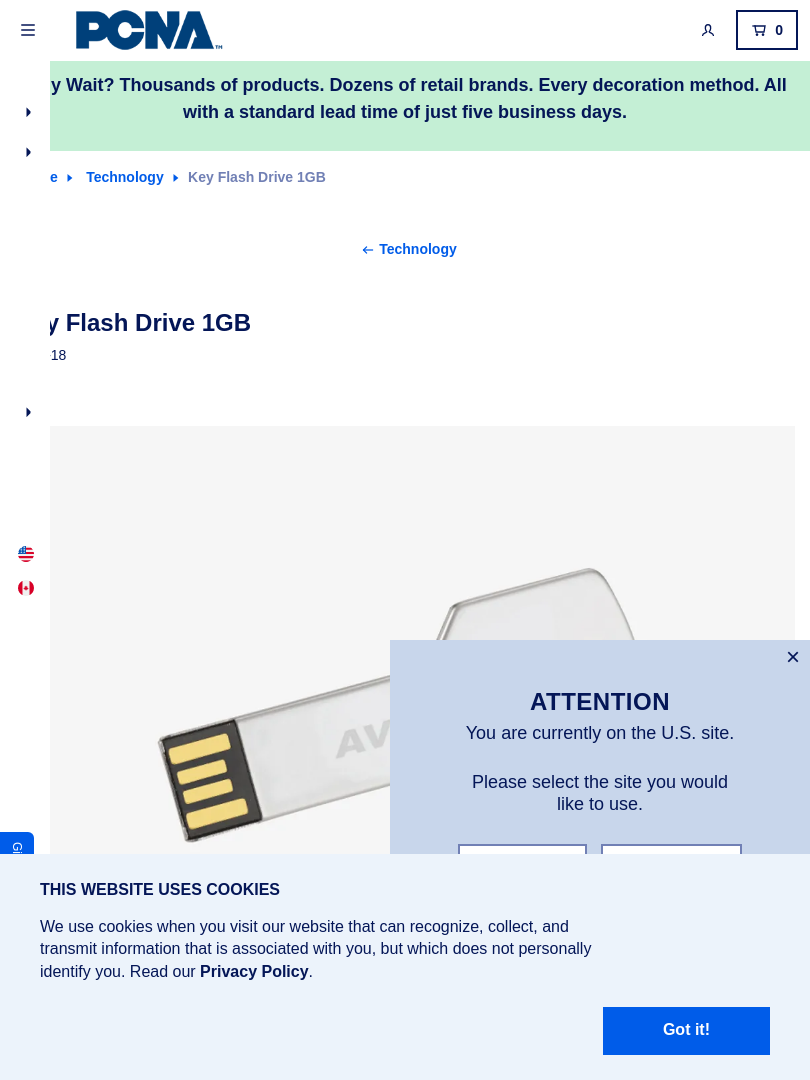 PCNA™
0
y Wait? Thousands of products. Dozens of retail brands. Every decoration method. All
with a standard lead time of just five business days.
e
Technology
Key Flash Drive 1GB
Technology
y Flash Drive 1GB
18
AV
ATTENTION
You are currently on the U.S. site.
Please select the site you would
like to use.
Gi
THIS WEBSITE USES COOKIES
We use cookies when you visit our website that can recognize, collect, and
transmit information that is associated with you, but which does not personally
identify you. Read our Privacy Policy.
Got it!